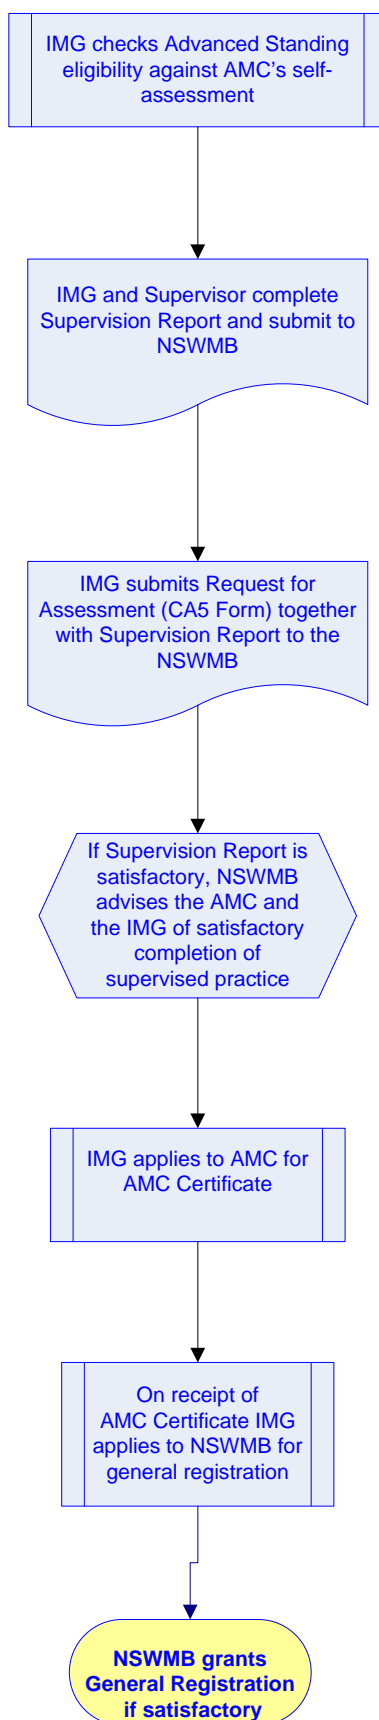 IMG checks Advanced Standing
eligibility against AMC's self-
assessment
IMG and Supervisor complete
Supervision Report and submit to
NSWMB
IMG submits Request for
Assessment (CA5 Form) together
with Supervision Report to the
NSWMB
If Supervision Report is
satisfactory, NSWMB
advises the AMC and
the IMG of satisfactory
completion of
supervised practice
IMG applies to AMC for
AMC Certificate
On receipt of
AMC Certificate IMG
applies to NSWMB for
general registration
NSWMB grants
General Registration
if satisfactory